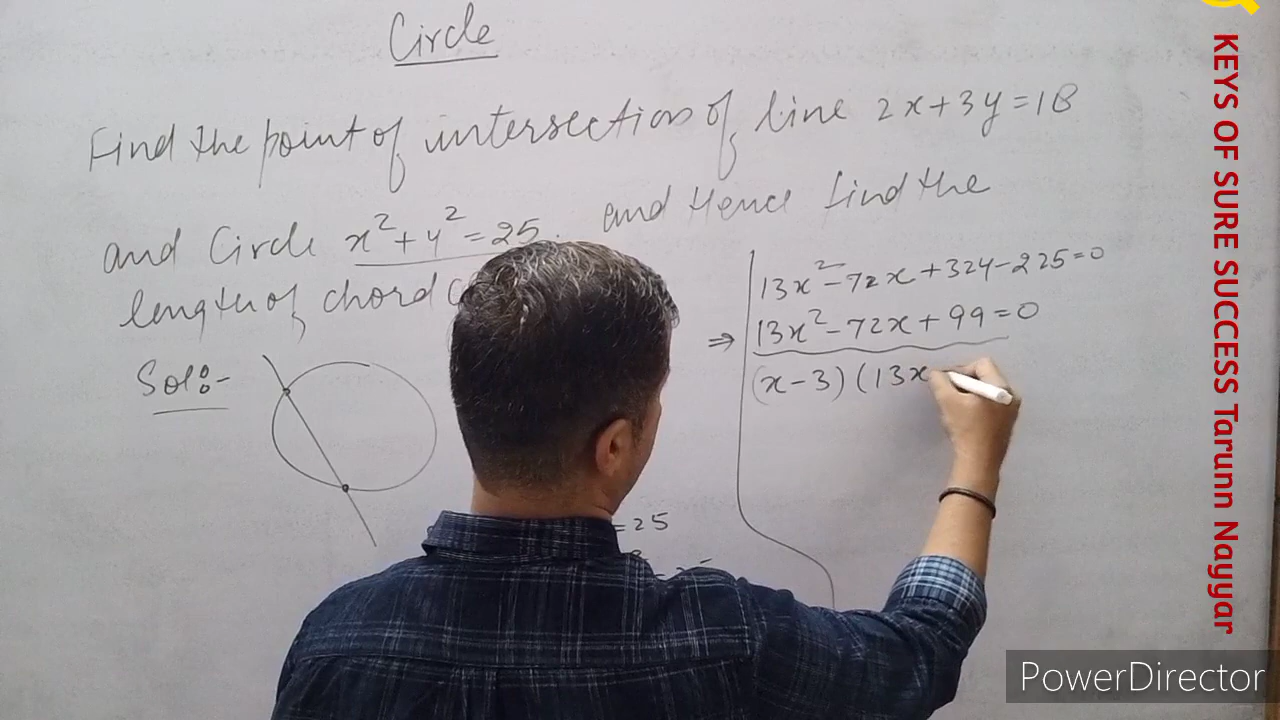 Circle
Find the point of intersection of line 2x+3y=18
and Circle x²+y²=25. and Hence find the
length of chord
Sol:-
13x²-72x+324-225=0
⇒ 13x²-72x+99=0
(x-3)(13x
=25
KEYS OF SURE SUCCESS Tarunn Nayyar
PowerDirector